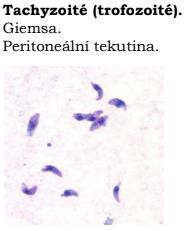 Tachyzoité (trofozoité).
Giemsa.
Peritoneální tekutina.